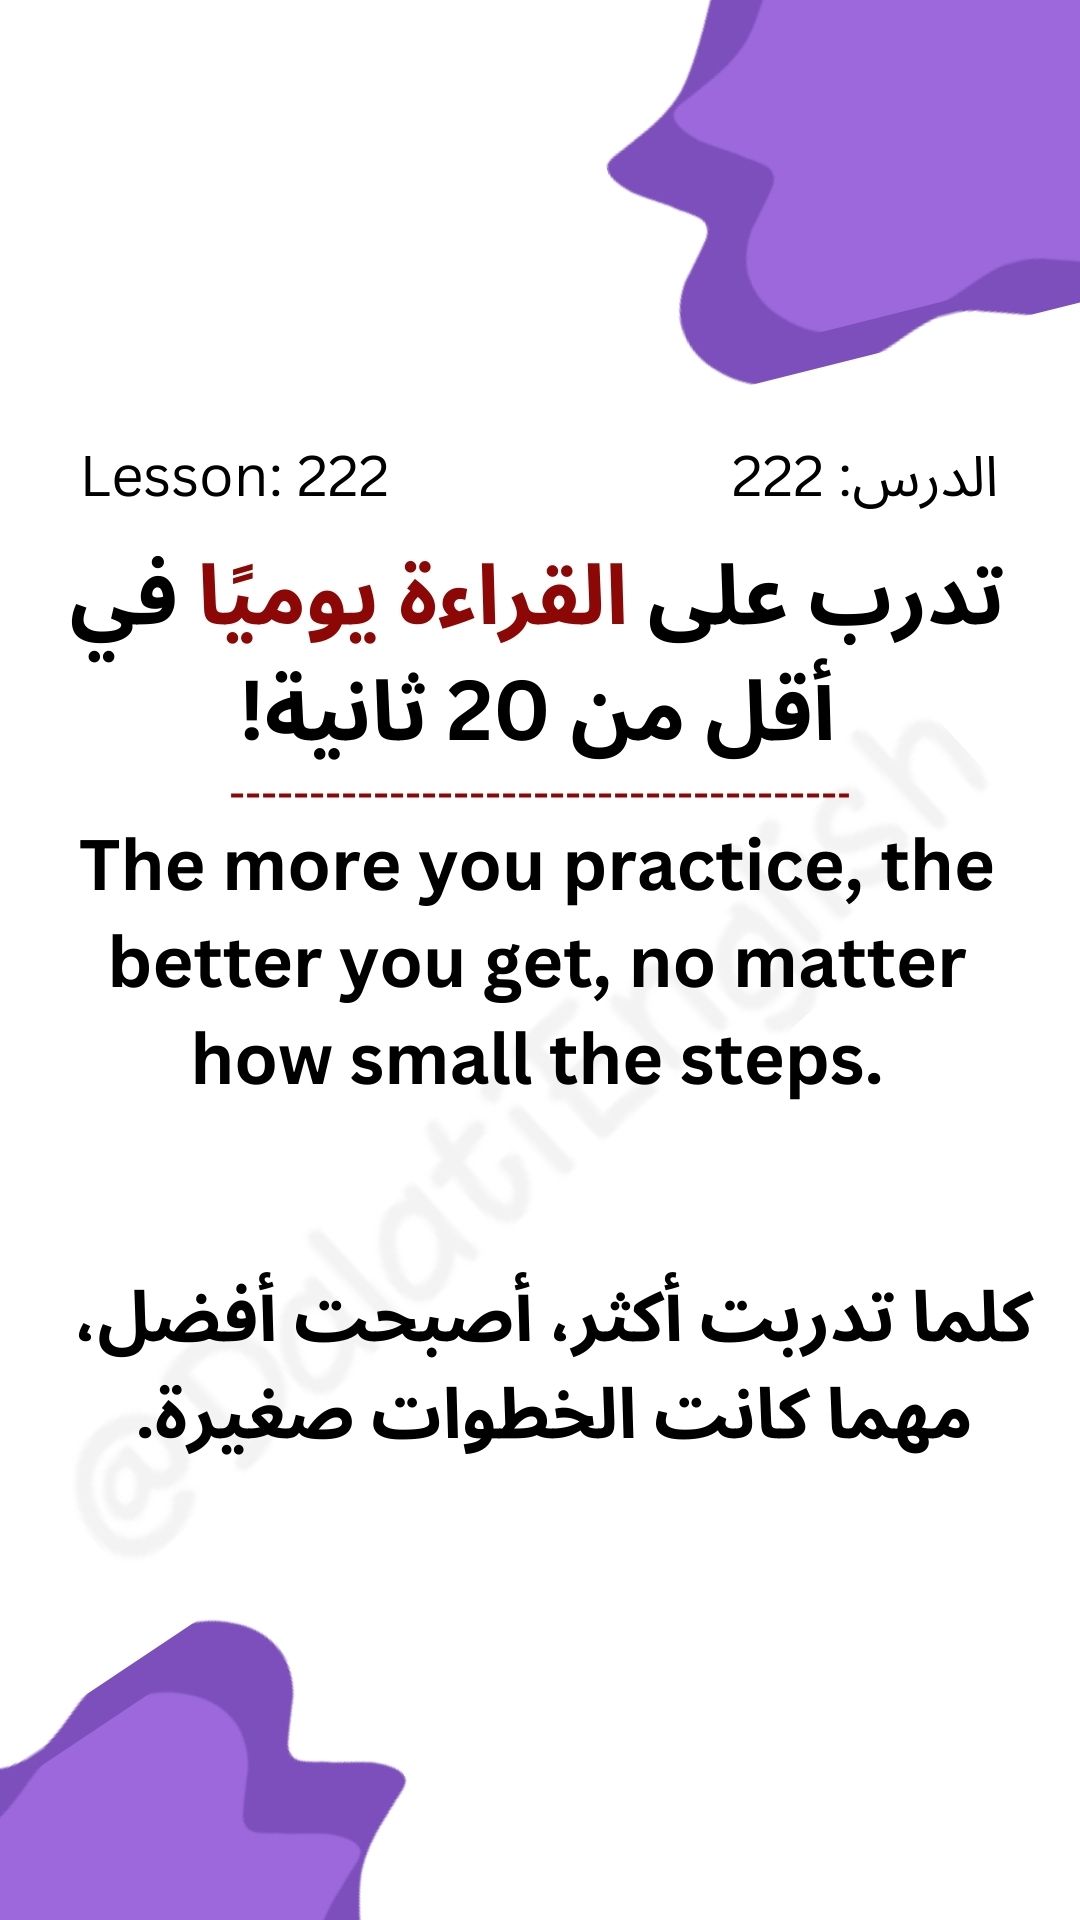 Lesson: 222
الدرس: 222
تدرب على القراءة يوميًا في
أقل من 20 ثانية!
---------------------------------------
The more you practice, the
better you get, no matter
how small the steps.
كلما تدربت أكثر، أصبحت أفضل،
مهما كانت الخطوات صغيرة.
@DalatiEnglish